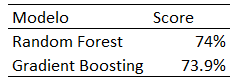 Modelo Score
Random Forest 74%
Gradient Boosting 73.9%